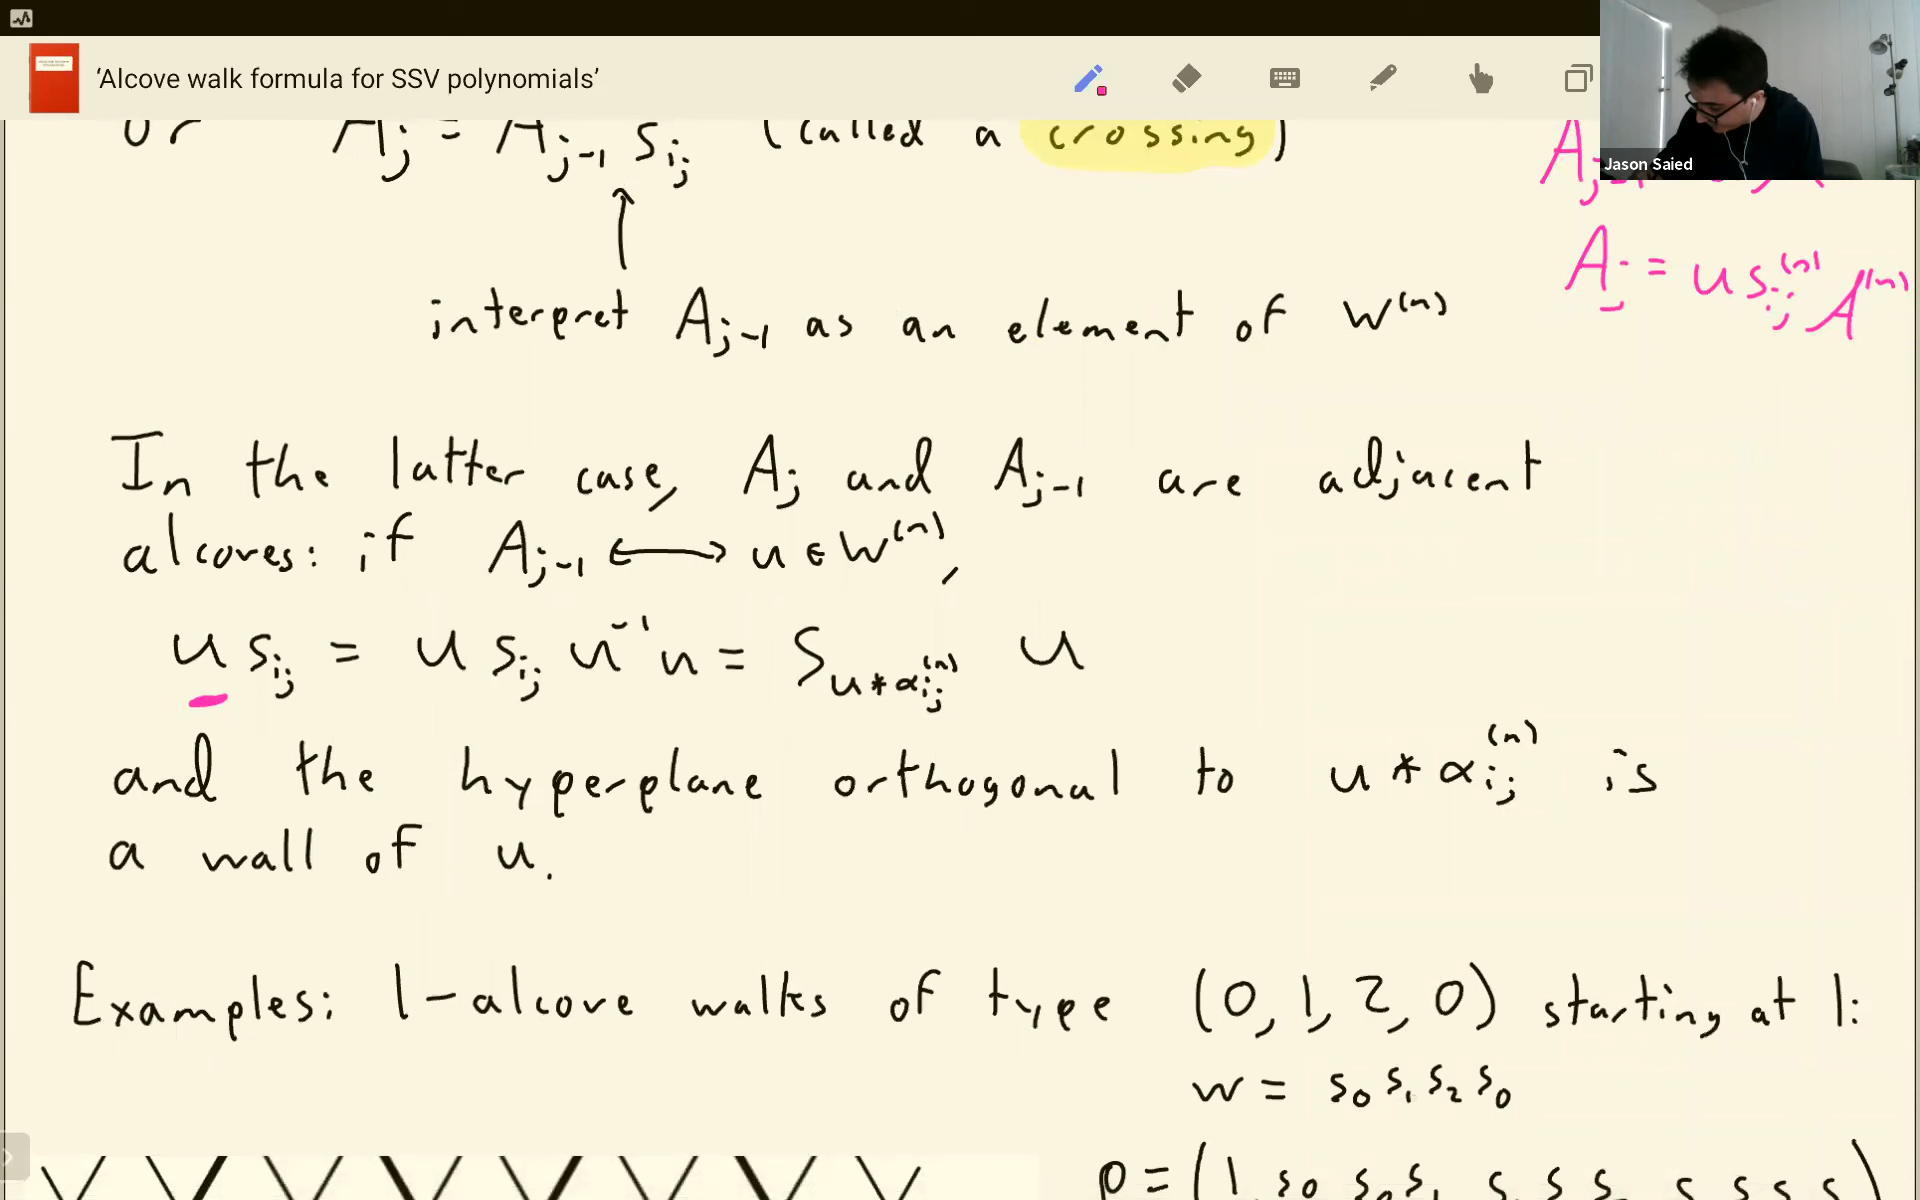 'Alcove walk formula for SSV polynomials'
Jason Saied
or A_j = A_{j-1} s_{i_j} (called a crossing)
A_j = u s_{i_j}^{(n)} A^{(n)}
interpret A_{j-1} as an element of W^{(n)}
In the latter case, A_j and A_{j-1} are adjacent
alcoves: if A_{j-1} ⟷ u ∈ W^{(n)},
u s_{i_j} = u s_{i_j} u^{-1} u = s_{u * α_{i_j}^{(n)}} u
and the hyperplane orthogonal to u * α_{i_j}^{(n)} is
a wall of u.
Examples: 1-alcove walks of type (0, 1, 2, 0) starting at 1:
w = s_0 s_1 s_2 s_0
p = (1, s_0